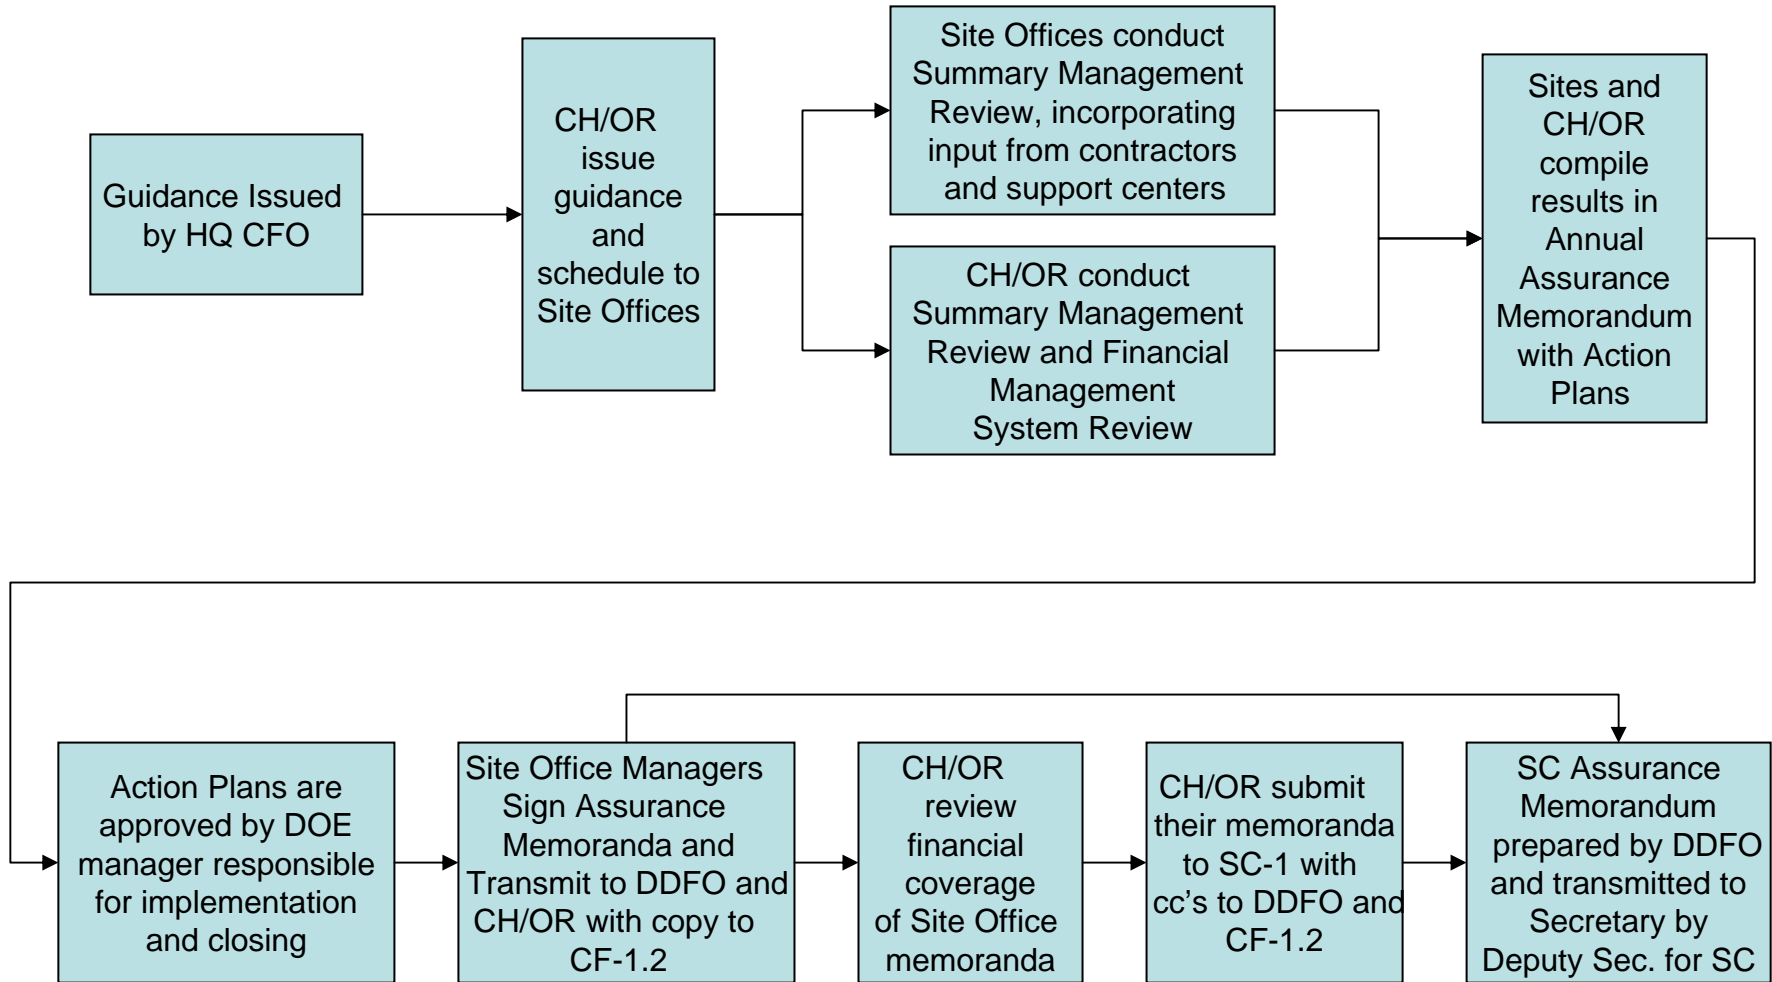 Guidance Issued
by HQ CFO
CH/OR
issue
guidance
and
schedule to
Site Offices
Site Offices conduct
Summary Management
Review, incorporating
input from contractors
and support centers
CH/OR conduct
Summary Management
Review and Financial
Management
System Review
Sites and
CH/OR
compile
results in
Annual
Assurance
Memorandum
with Action
Plans
Action Plans are
approved by DOE
manager responsible
for implementation
and closing
Site Office Managers
Sign Assurance
Memoranda and
Transmit to DDFO and
CH/OR with copy to
CF-1.2
CH/OR
review
financial
coverage
of Site Office
memoranda
CH/OR submit
their memoranda
to SC-1 with
cc's to DDFO and
CF-1.2
SC Assurance
Memorandum
prepared by DDFO
and transmitted to
Secretary by
Deputy Sec. for SC